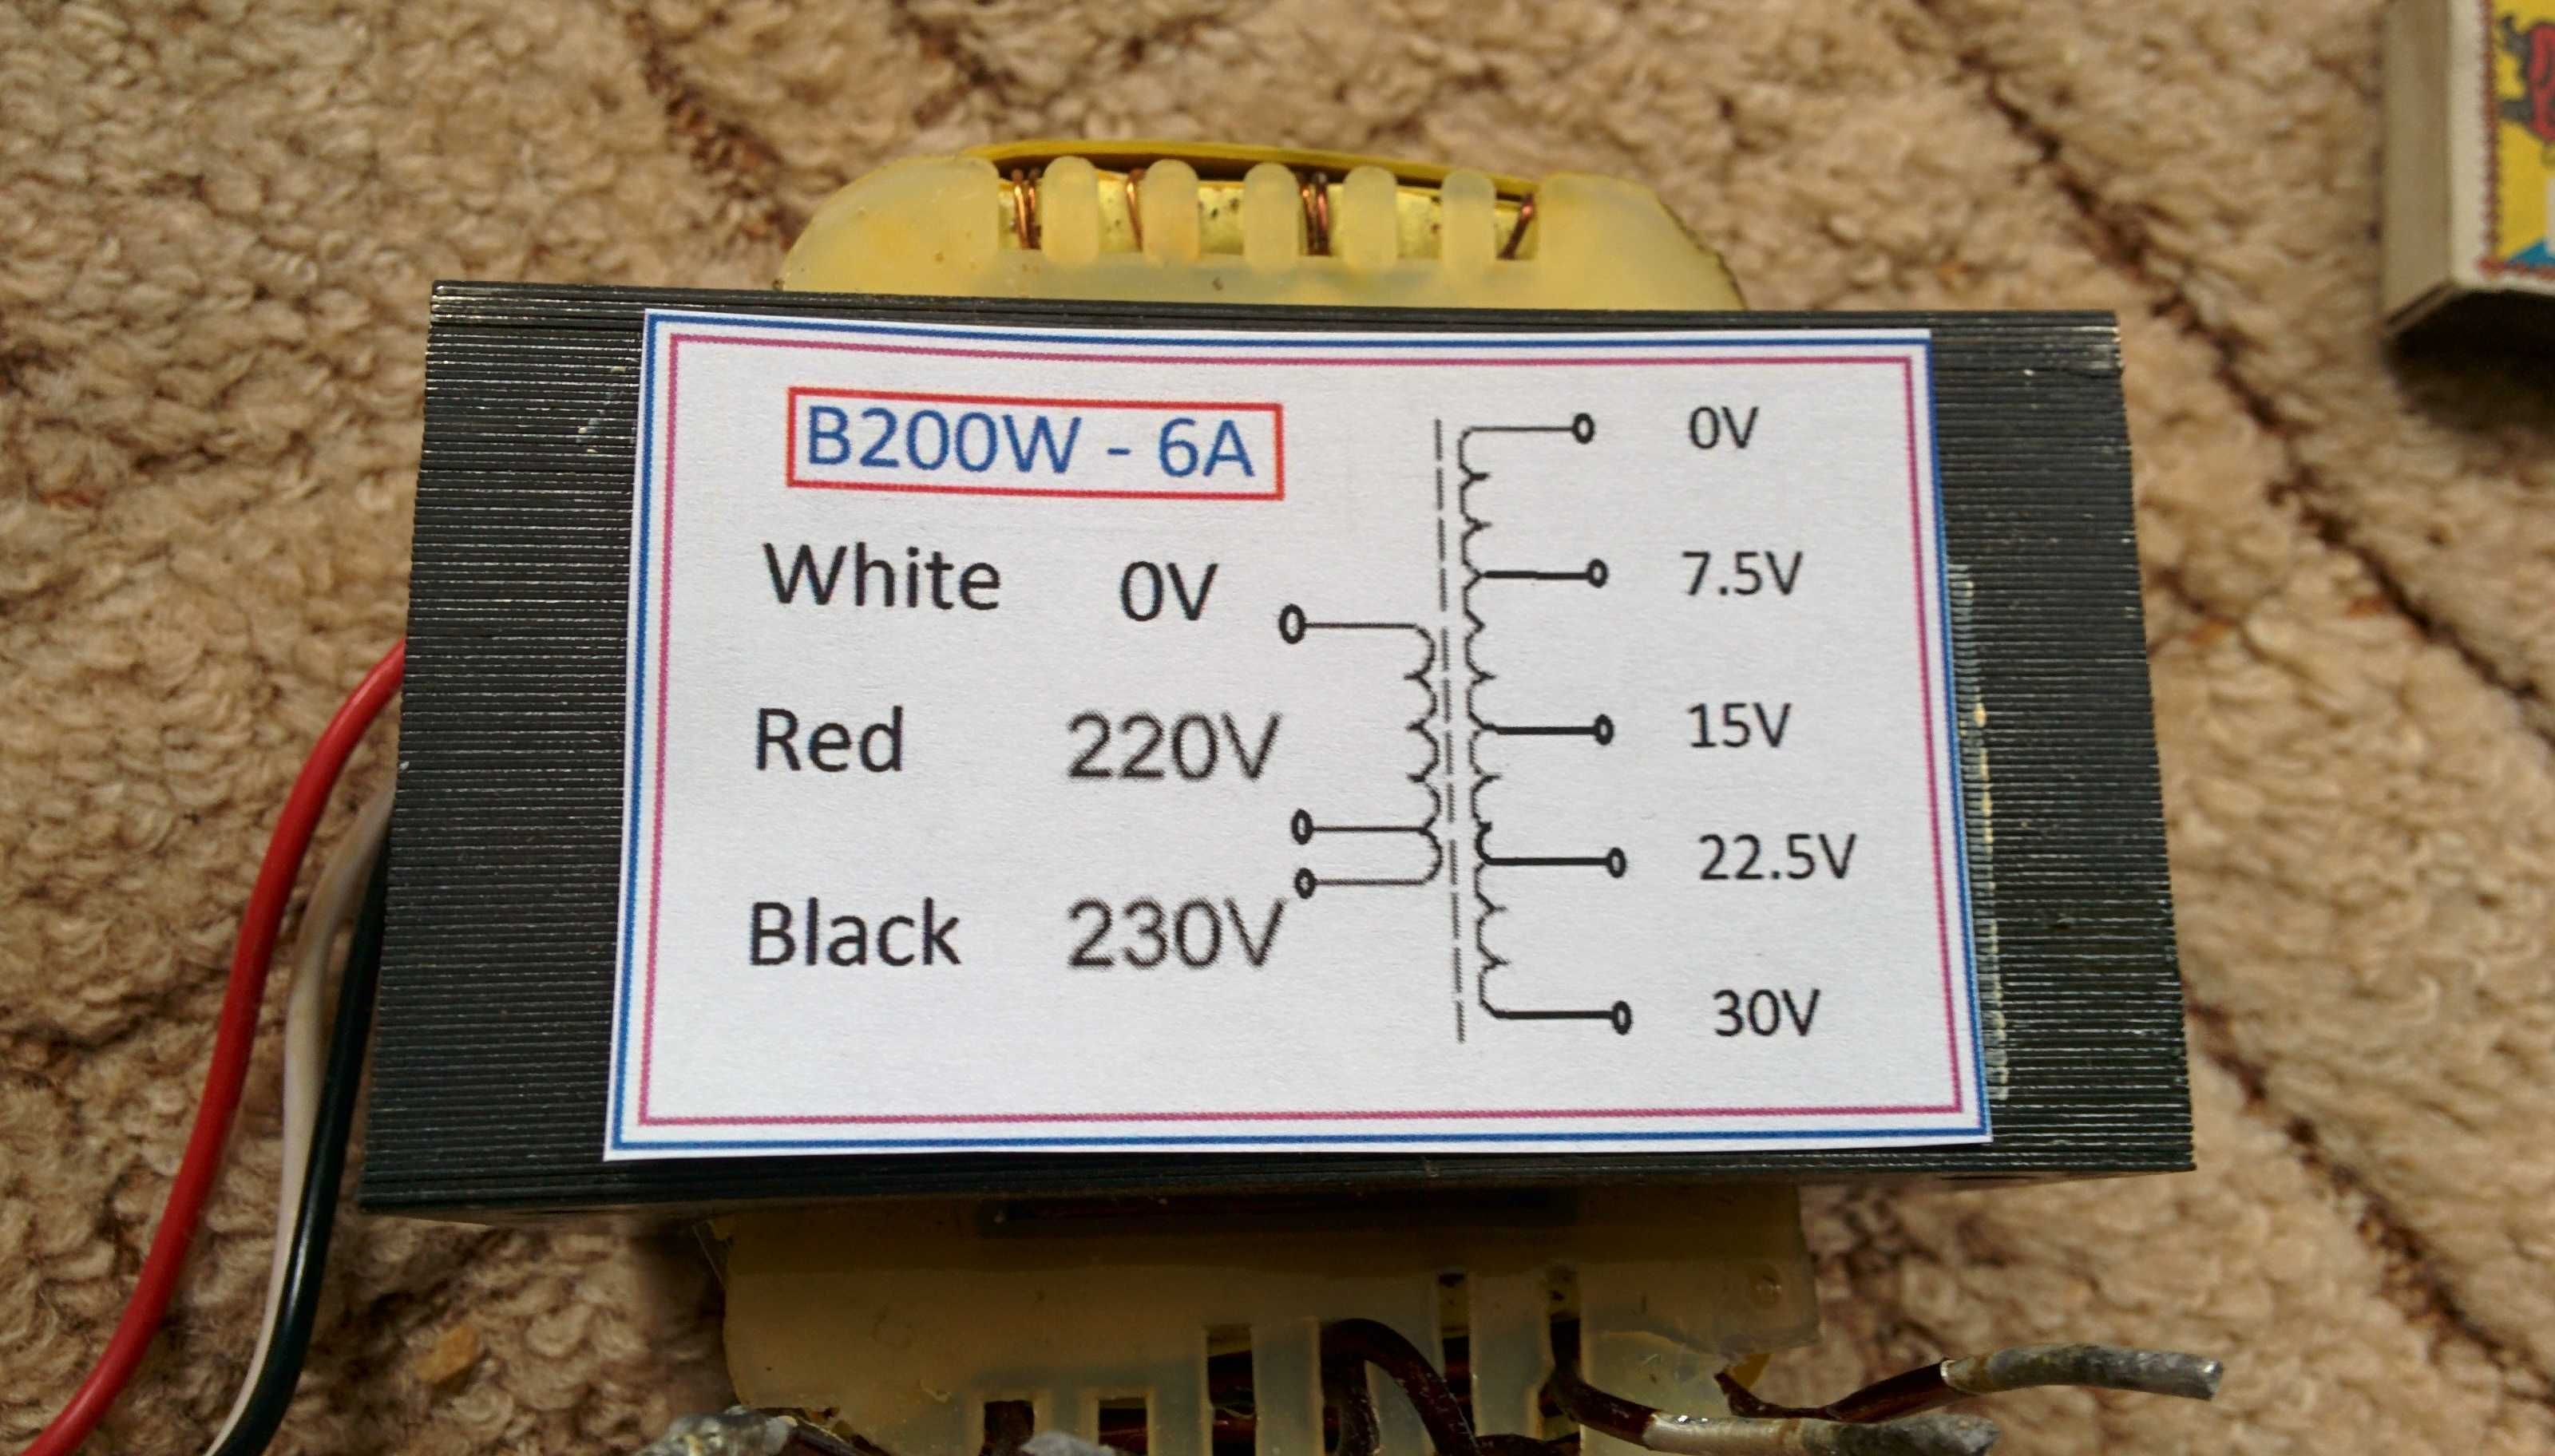 B200W - 6A
White 0V
Red 220V
Black 230V
0V
7.5V
15V
22.5V
30V